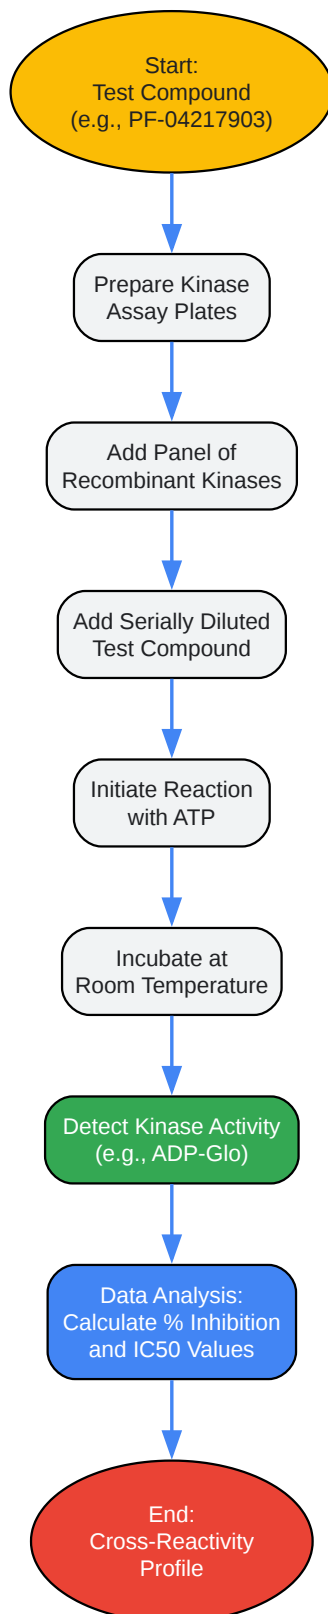 Start:
Test Compound
(e.g., PF-04217903)
Prepare Kinase
Assay Plates
Add Panel of
Recombinant Kinases
Add Serially Diluted
Test Compound
Initiate Reaction
with ATP
Incubate at
Room Temperature
Detect Kinase Activity
(e.g., ADP-Glo)
Data Analysis:
Calculate % Inhibition
and IC50 Values
End:
Cross-Reactivity
Profile